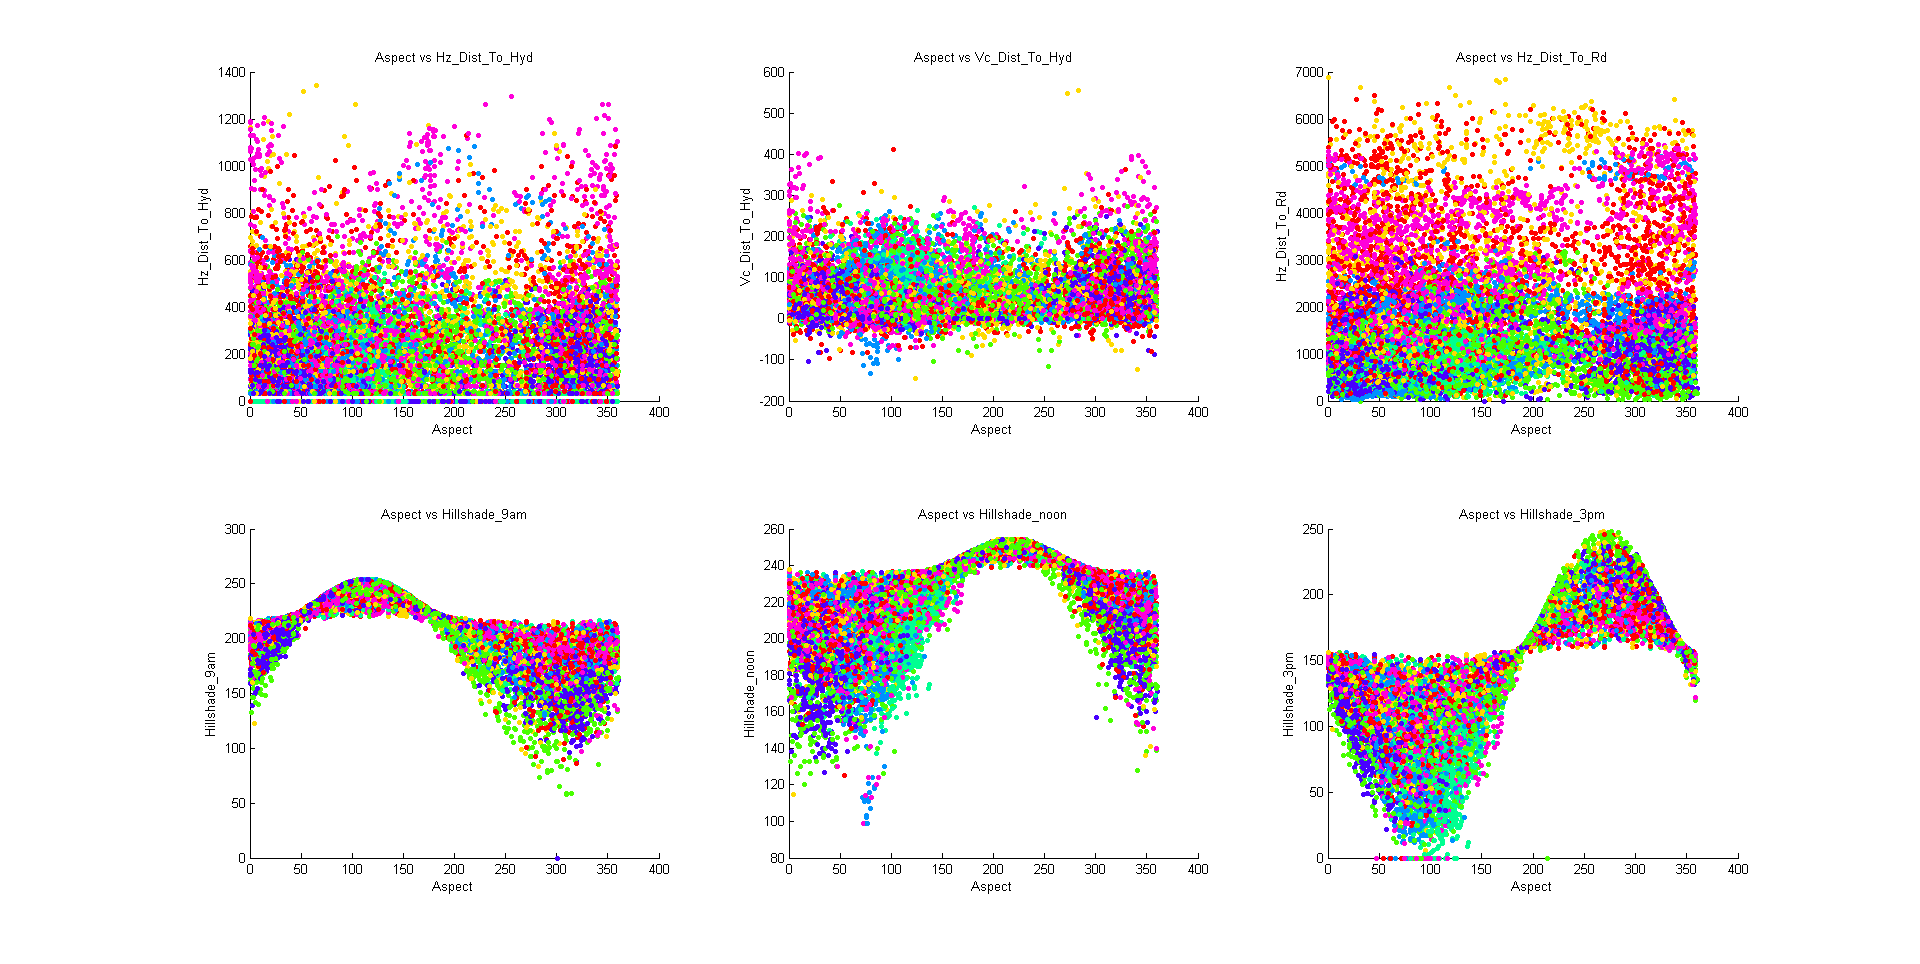 Aspect vs Hz_Dist_To_Hyd
1400
1200
1000
800
600
400
200
0
Hz_Dist_To_Hyd
0 50 100 150 200 250 300 350 400
Aspect
Aspect vs Vc_Dist_To_Hyd
600
500
400
300
200
100
0
-100
-200
Vc_Dist_To_Hyd
0 50 100 150 200 250 300 350 400
Aspect
Aspect vs Hz_Dist_To_Rd
7000
6000
5000
4000
3000
2000
1000
0
Hz_Dist_To_Rd
0 50 100 150 200 250 300 350 400
Aspect
Aspect vs Hillshade_9am
300
250
200
150
100
50
0
Hillshade_9am
0 50 100 150 200 250 300 350 400
Aspect
Aspect vs Hillshade_noon
260
240
220
200
180
160
140
120
100
80
Hillshade_noon
0 50 100 150 200 250 300 350 400
Aspect
Aspect vs Hillshade_3pm
250
200
150
100
50
0
Hillshade_3pm
0 50 100 150 200 250 300 350 400
Aspect